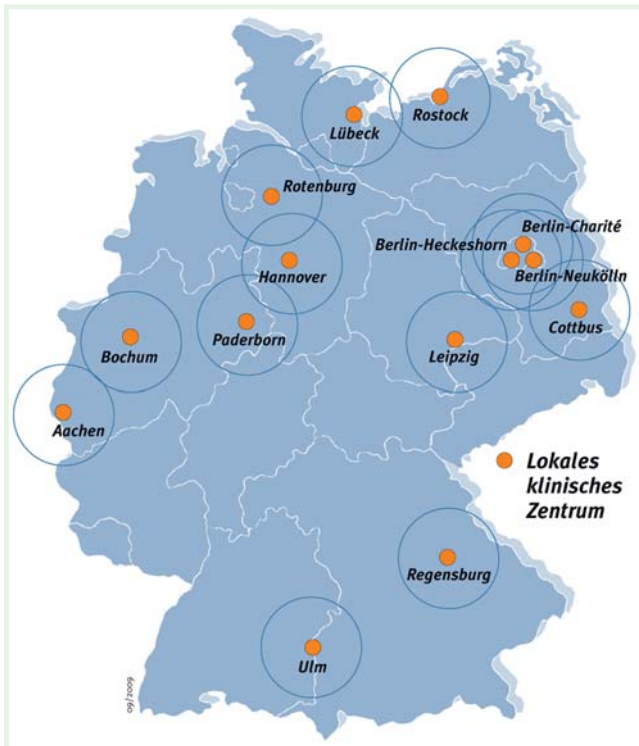 Rostock
Lübeck
Rotenburg
Berlin-Charité
Berlin-Heckeshorn
Hannover
Berlin-Neukölln
Cottbus
Paderborn
Leipzig
Bochum
Aachen
Lokales
klinisches
Zentrum
Regensburg
Ulm
09/2009